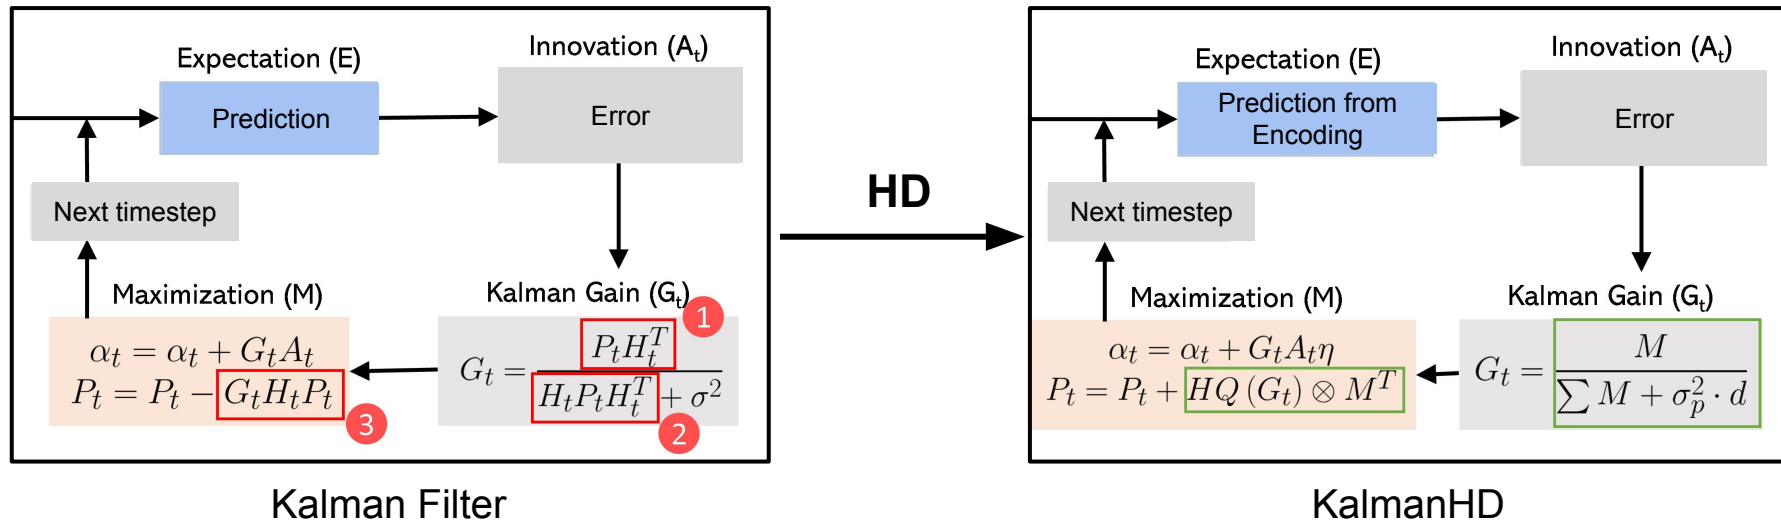 Expectation (E)
Innovation (Aₜ)
Prediction
Error
Next timestep
Maximization (M)
Kalman Gain (Gₜ)
1
αₜ = αₜ + GₜAₜ
Pₜ = Pₜ − GₜHₜPₜ
3
Gₜ = PₜHₜᵀ / HₜPₜHₜᵀ + σ²
2
Kalman Filter
HD
Expectation (E)
Innovation (Aₜ)
Prediction from
Encoding
Error
Next timestep
Maximization (M)
Kalman Gain (Gₜ)
αₜ = αₜ + GₜAₜη
Pₜ = Pₜ + HQ (Gₜ) ⊗ Mᵀ
Gₜ = M / ∑ M + σₚ² · d
KalmanHD